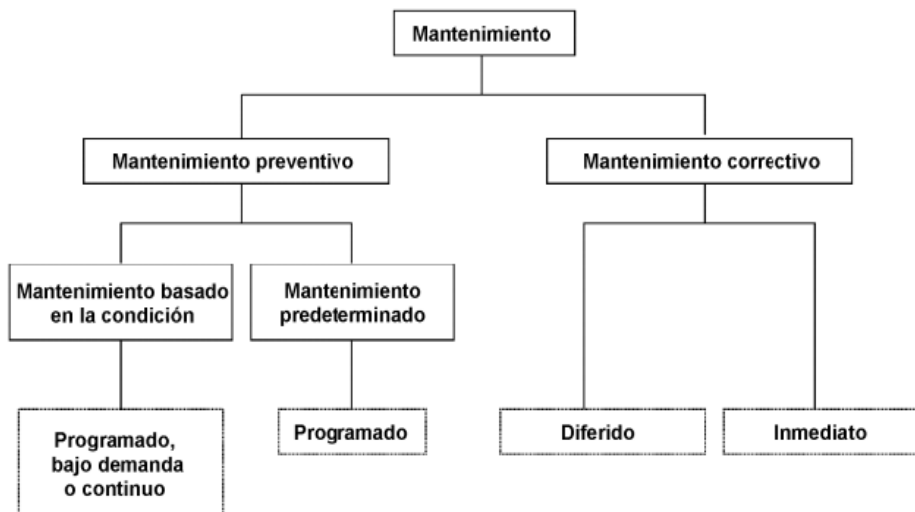 Mantenimiento
Mantenimiento preventivo
Mantenimiento correctivo
Mantenimiento basado
en la condición
Mantenimiento
predeterminado
Programado,
bajo demanda
o continuo
Programado
Diferido
Inmediato